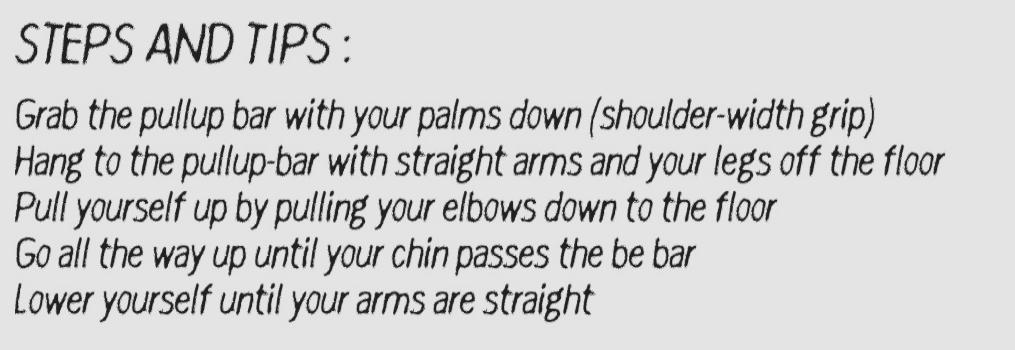 STEPS AND TIPS :
Grab the pullup bar with your palms down (shoulder-width grip)
Hang to the pullup-bar with straight arms and your legs off the floor
Pull yourself up by pulling your elbows down to the floor
Go all the way up until your chin passes the be bar
Lower yourself until your arms are straight